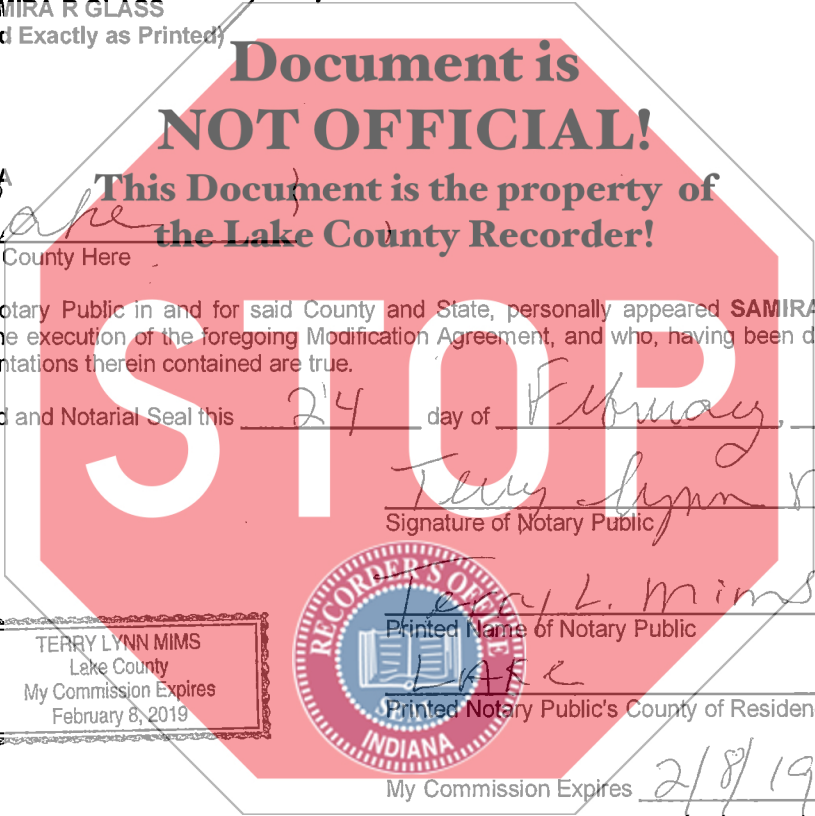 MIRA R GLASS
d Exactly as Printed)
Document is
NOT OFFICIAL!
This Document is the property of
the Lake County Recorder!
A
ake
County Here
otary Public in and for said County and State, personally appeared SAMIRA
e execution of the foregoing Modification Agreement, and who, having been d
ntations therein contained are true.
d and Notarial Seal this 24 day of February,
STOP
Terry Lynn
Signature of Notary Public
Terry L. Mims
Printed Name of Notary Public
Lake
Printed Notary Public's County of Residen
TERRY LYNN MIMS
Lake County
My Commission Expires
February 8, 2019
RECORDER'S OFFICE
SEAL
INDIANA
My Commission Expires 2/8/19